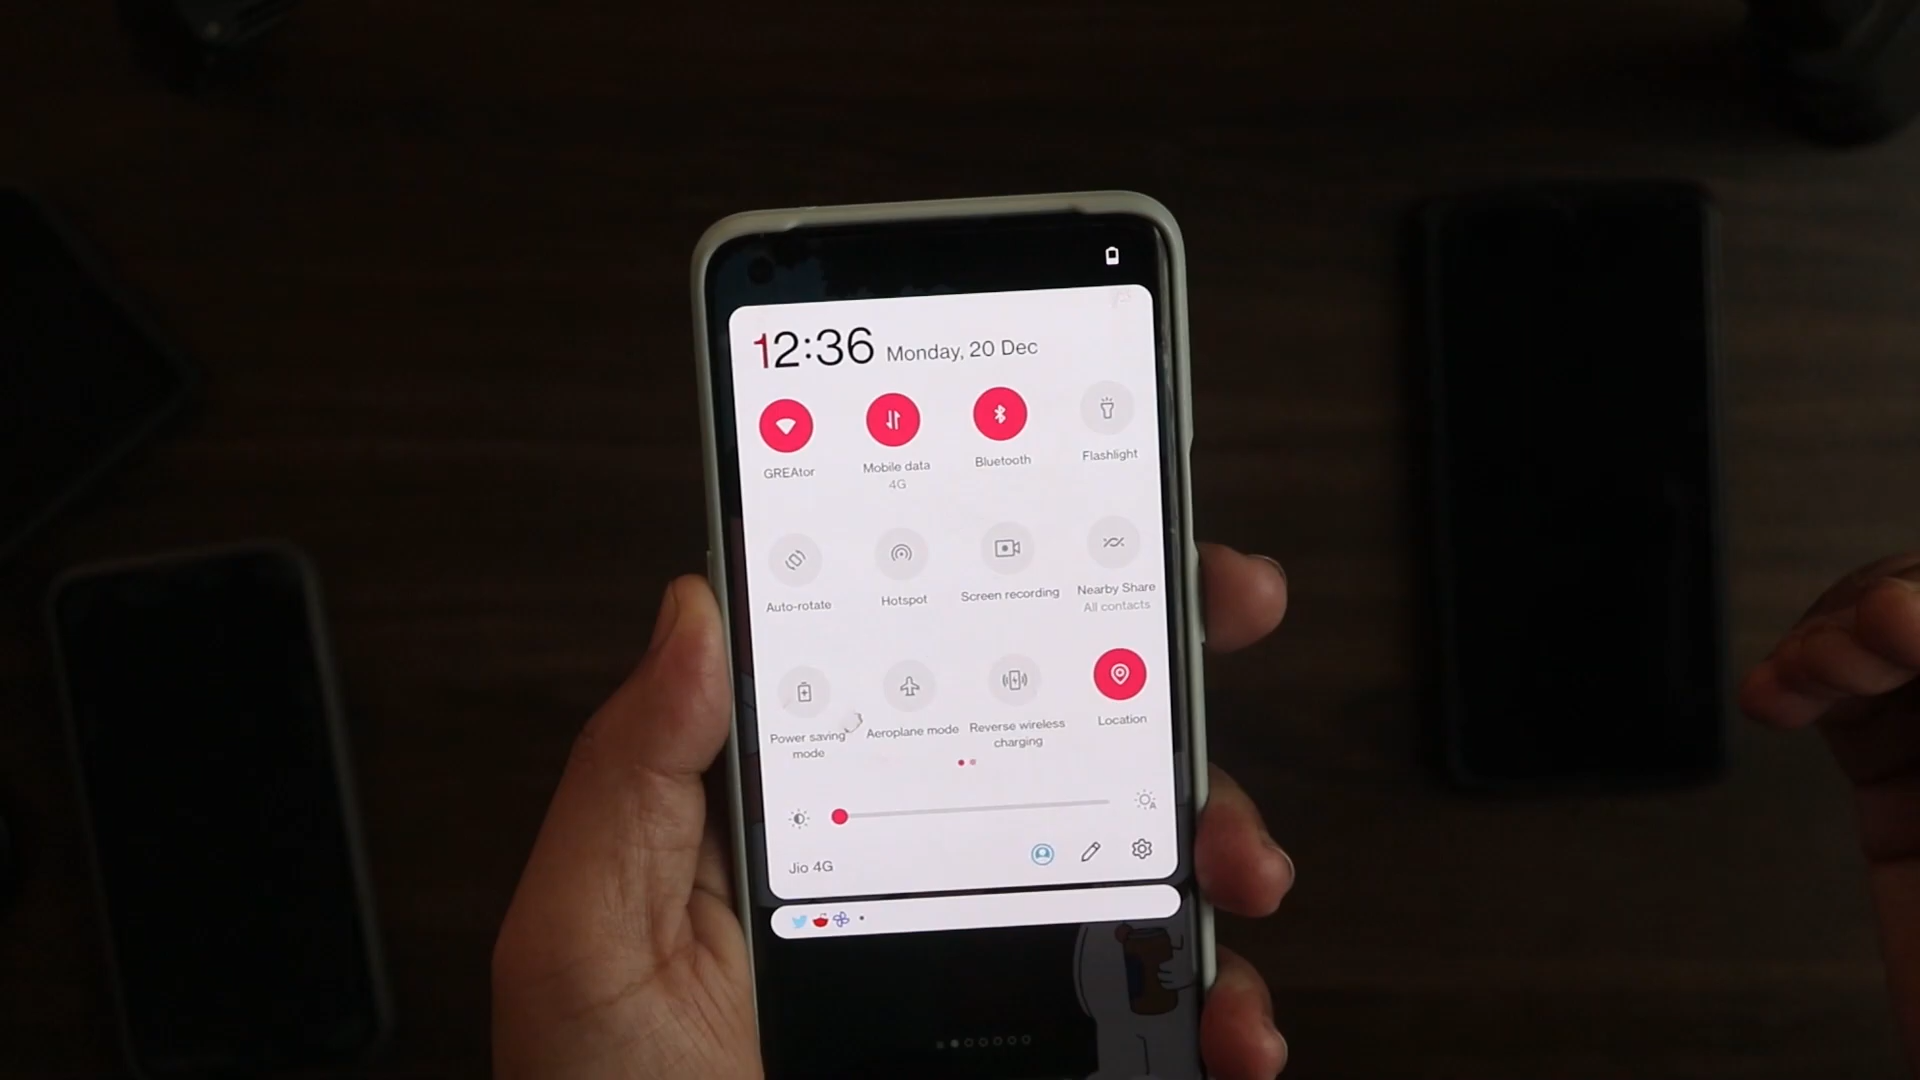 12:36 Monday, 20 Dec
GREAtor Mobile data Bluetooth Flashlight
4G
Auto-rotate Hotspot Screen recording Nearby Share
All contacts
Power saving Aeroplane mode Reverse wireless Location
mode charging
A
Jio 4G